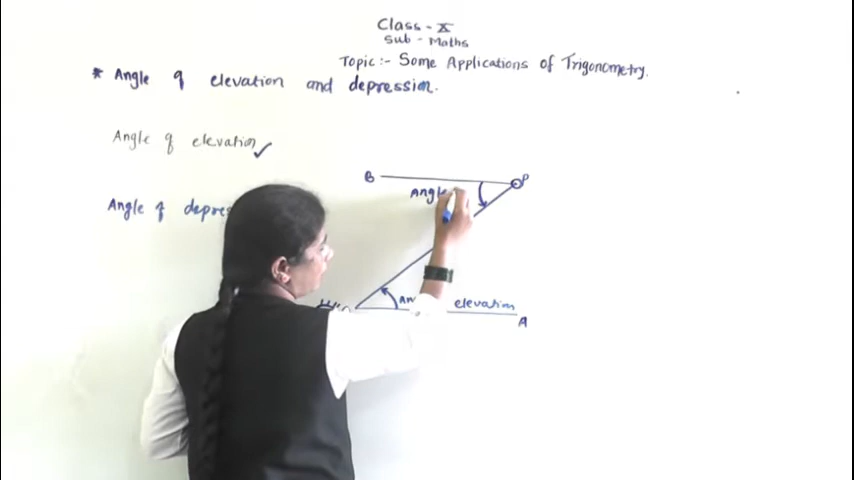 Class - X
Sub - Maths
Topic :- Some Applications of Trigonometry.
* Angle of elevation and depression.
Angle of elevation ✓
Angle of
B
P
Angle
elevation
A